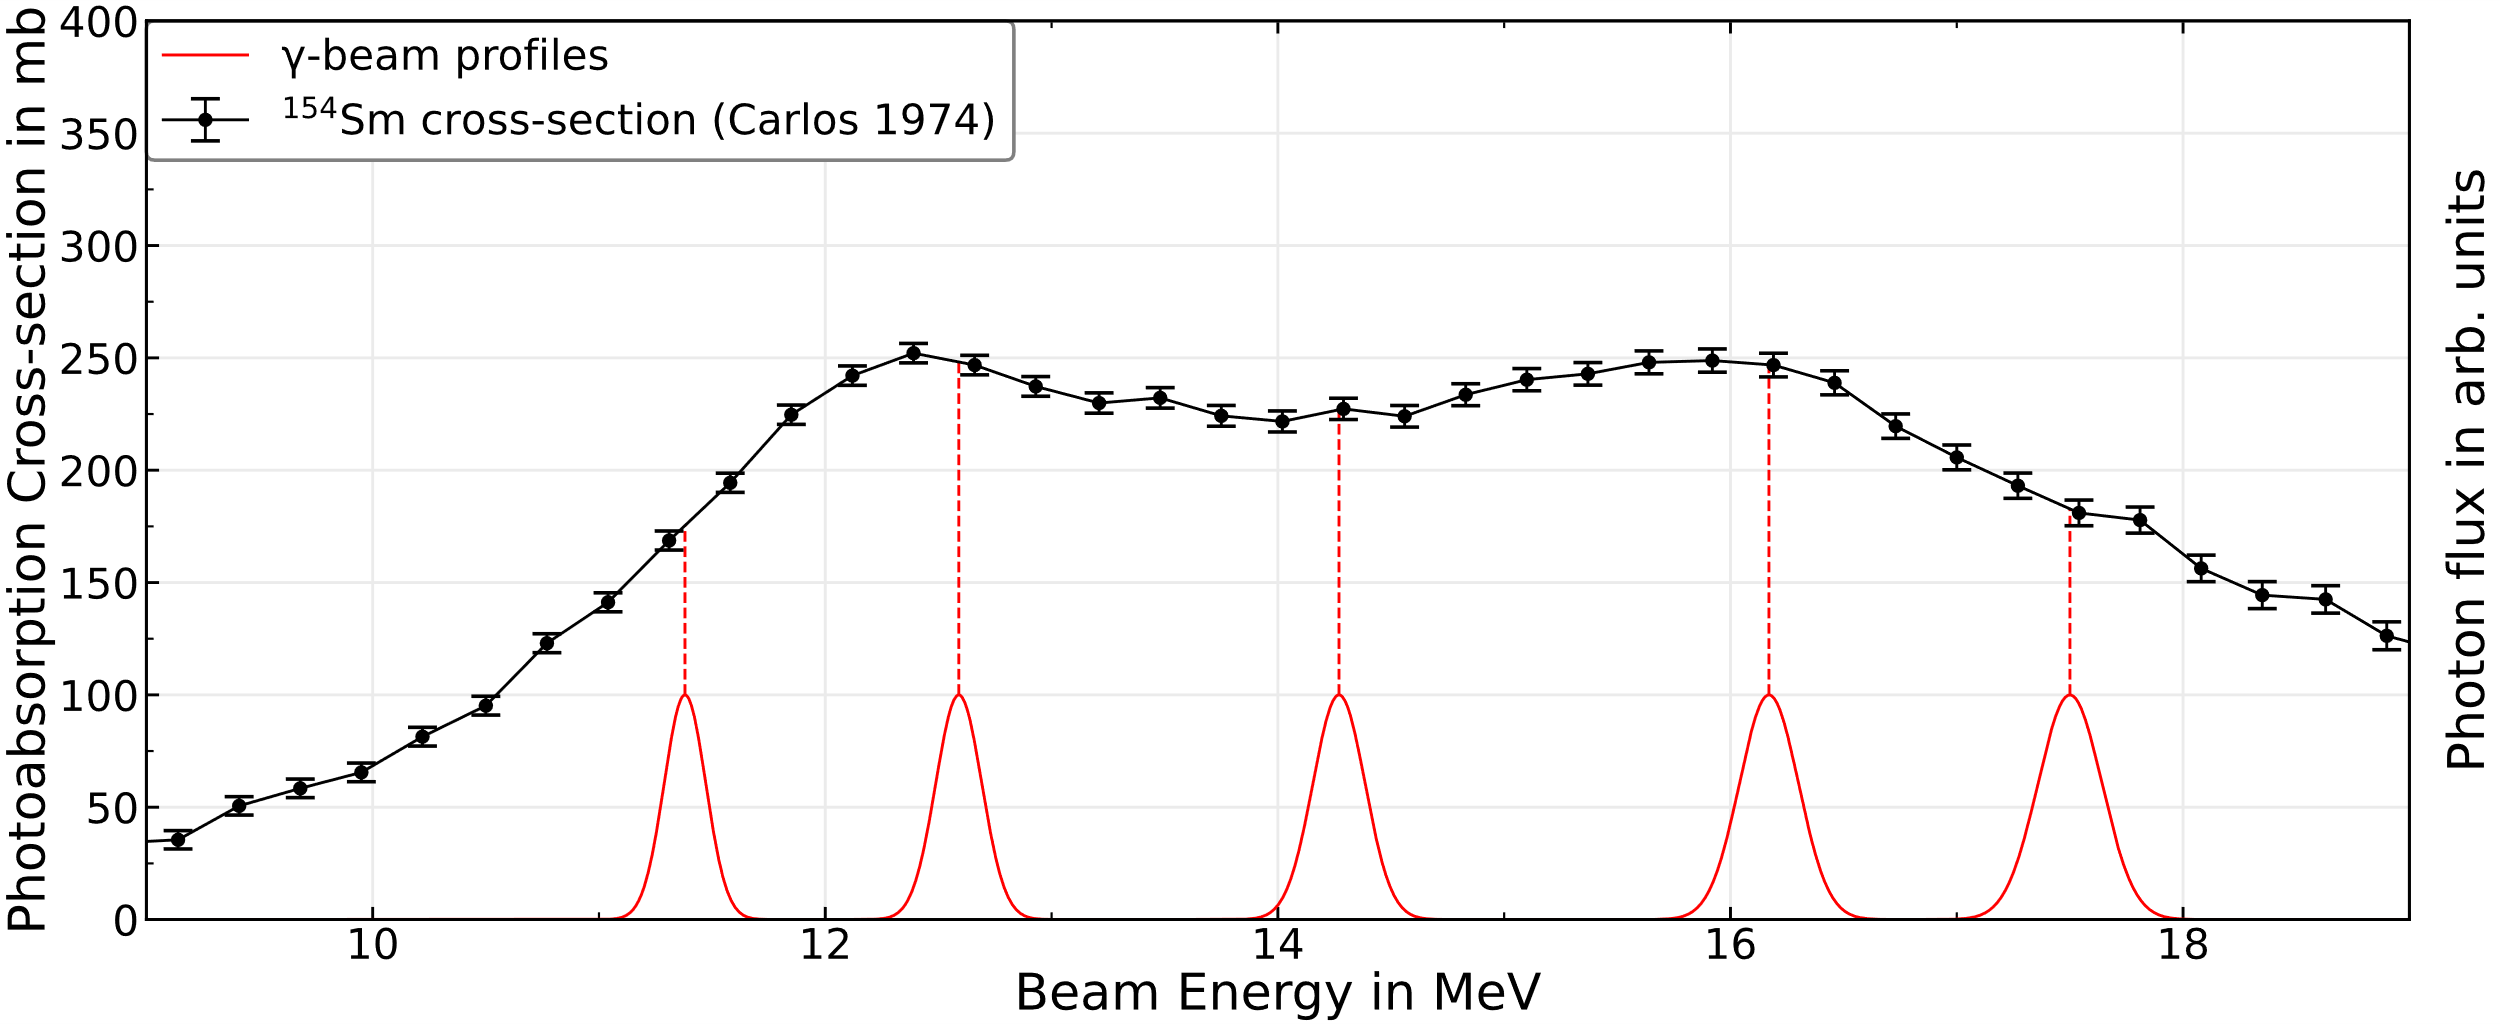 γ-beam profiles
¹⁵⁴Sm cross-section (Carlos 1974)
Photoabsorption Cross-section in mb
400
350
300
250
200
150
100
50
0
10 12 14 16 18
Beam Energy in MeV
Photon flux in arb. units